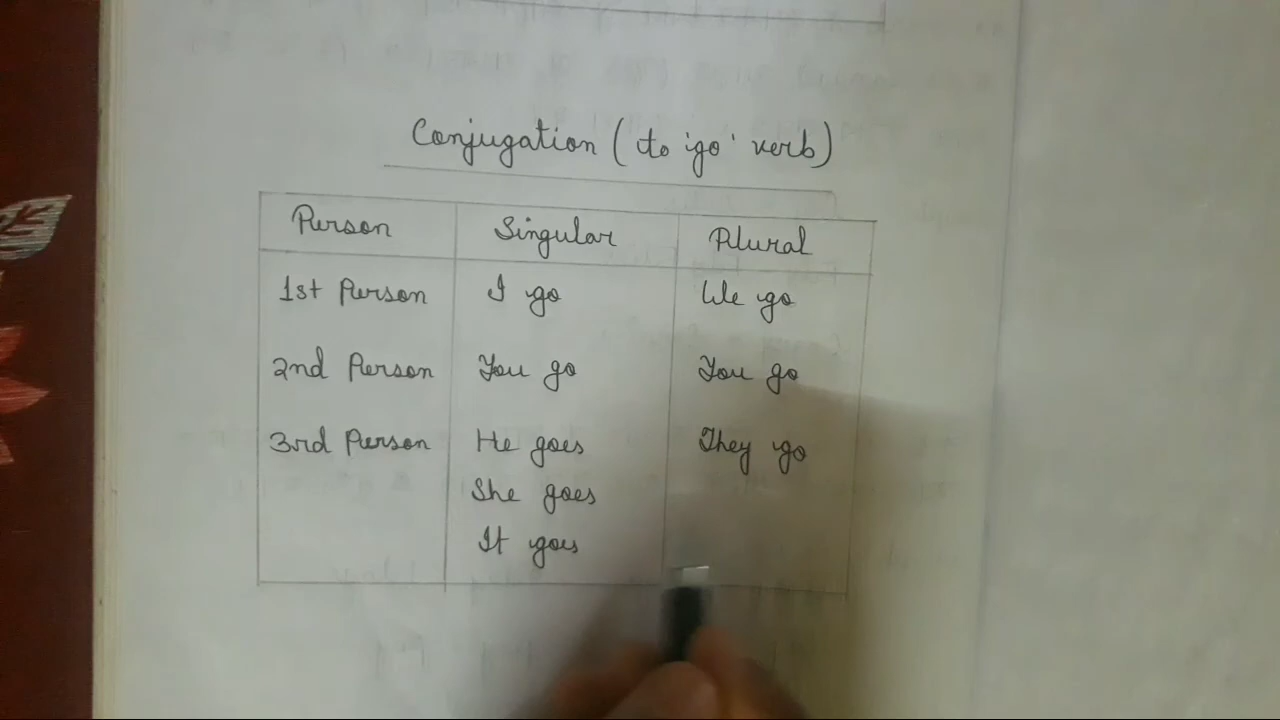 Conjugation (to 'go' verb)
Person Singular Plural
1st Person I go We go
2nd Person You go You go
3rd Person He goes They go
She goes
It goes